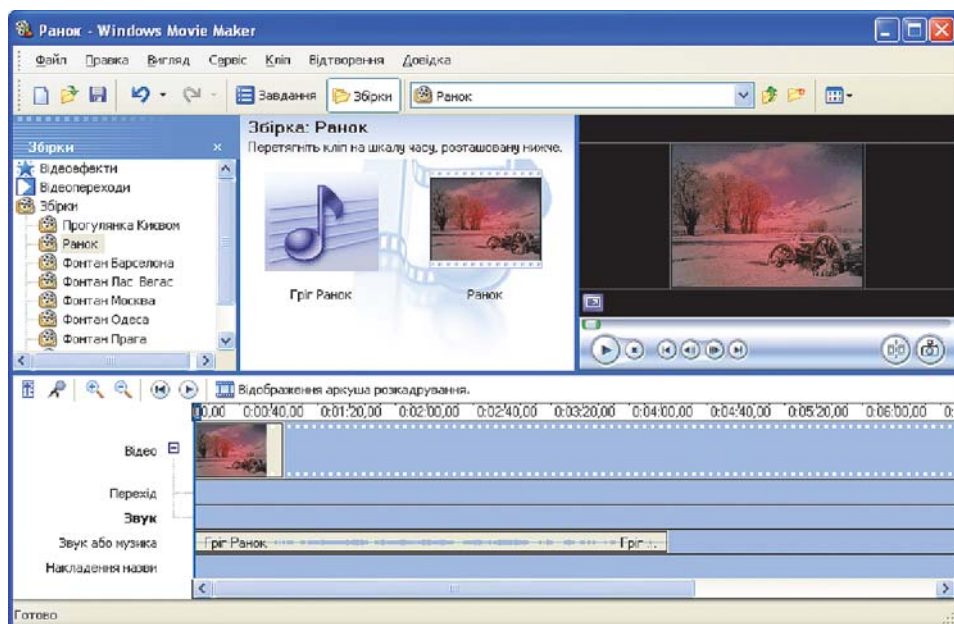 Ранок - Windows Movie Maker
Файл Правка Вигляд Сервіс Кліп Відтворення Довідка
Завдання Збірки Ранок
Збірки
Відеоефекти
Відеопереходи
Збірки
Прогулянка Києвом
Ранок
Фонтан Барселона
Фонтан Лас Вегас
Фонтан Москва
Фонтан Одеса
Фонтан Прага
Збірка: Ранок
Перетягніть кліп на шкалу часу, розташовану нижче.
Гріг Ранок Ранок
Відображення аркуша розкадрування.
00,00 0:00:40,00 0:01:20,00 0:02:00,00 0:02:40,00 0:03:20,00 0:04:00,00 0:04:40,00 0:05:20,00 0:06:00,00 0:
Відео
Перехід
Звук
Звук або музика Гріг Ранок Гріг ...
Накладення назви
Готово